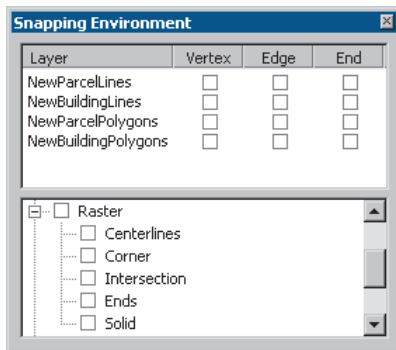 Snapping Environment
Layer Vertex Edge End
NewParcelLines
NewBuildingLines
NewParcelPolygons
NewBuildingPolygons
Raster
Centerlines
Corner
Intersection
Ends
Solid